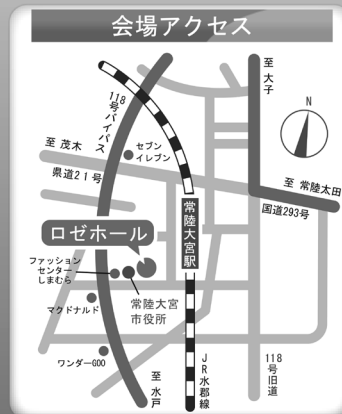 会場アクセス
至 大子
118号バイパス
N
セブン
イレブン
至 茂木
県道21号
至 常陸太田
国道293号
常陸大宮駅
ロゼホール
ファッション
センター
しまむら
常陸大宮
市役所
マクドナルド
ワンダーGOO
至 水戸
JR水郡線
118号旧道